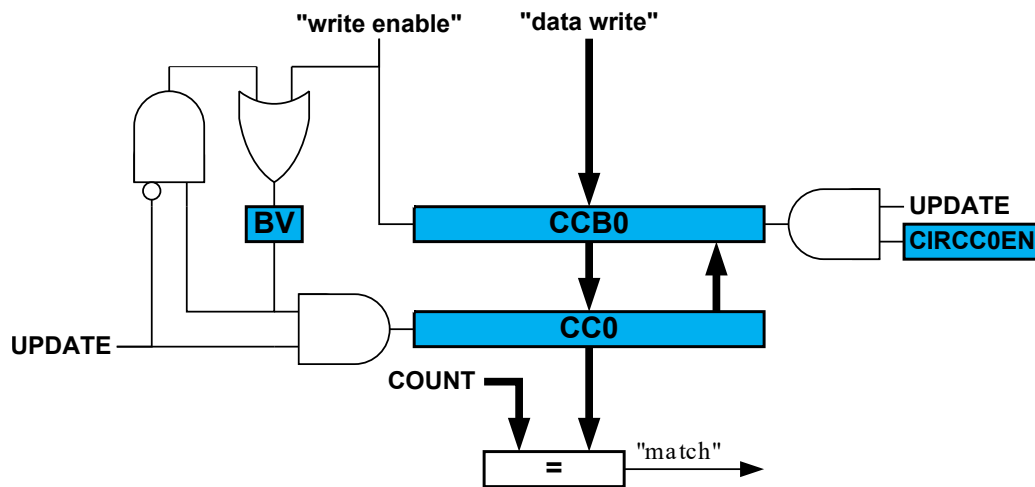 "write enable"
"data write"
BV
CCB0
UPDATE
CIRCC0EN
UPDATE
CC0
COUNT
=
"match"